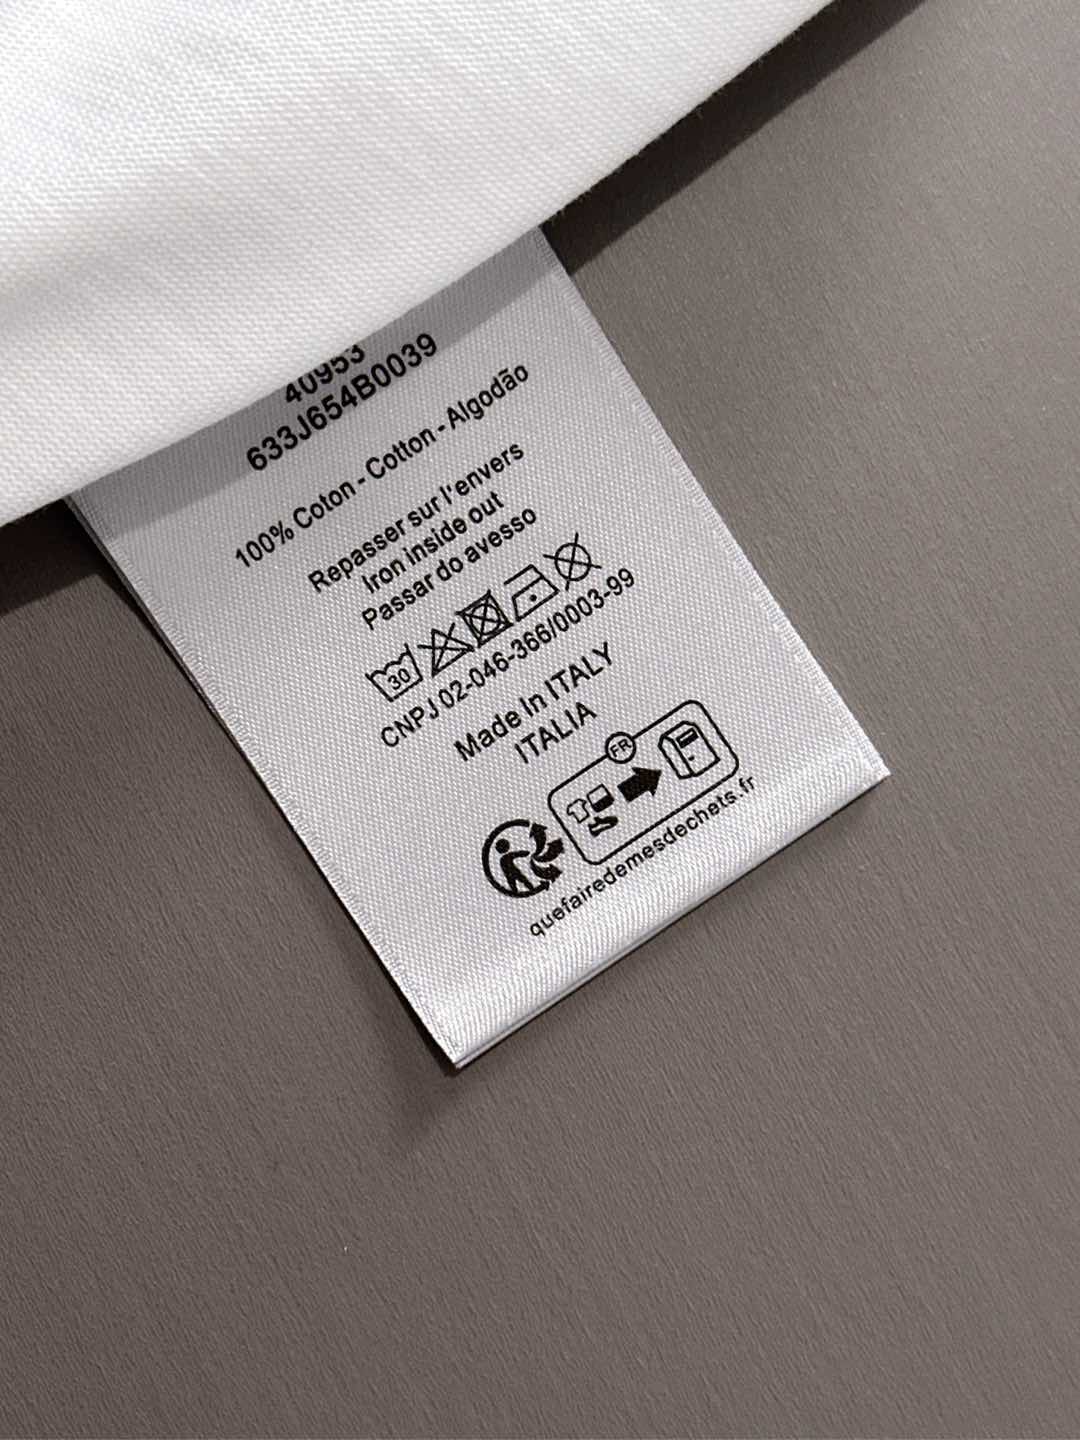 40953
633J654B0039
100% Coton - Cotton - Algodão
Repasser sur l'envers
Iron inside out
Passar do avesso
30
CNPJ 02-046-366/0003-99
Made In ITALY
ITALIA
FR
quefairedemesdechets.fr